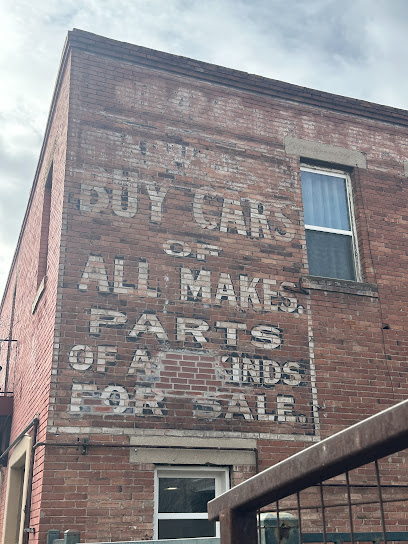 BUY CARS
OF
ALL MAKES.
PARTS
OF A   KINDS
FOR SALE.